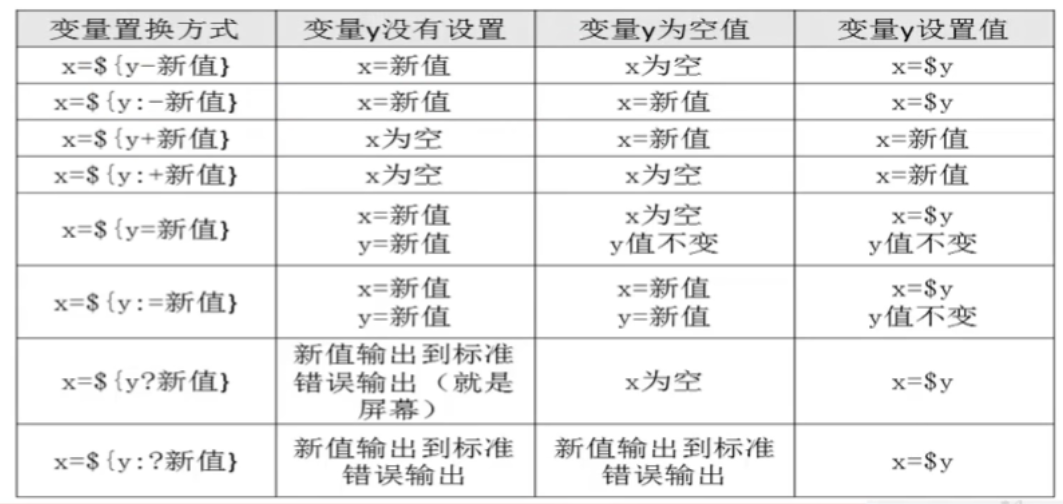 变量置换方式 变量y没有设置 变量y为空值 变量y设置值
x=${y-新值} x=新值 x为空 x=$y
x=${y:-新值} x=新值 x=新值 x=$y
x=${y+新值} x为空 x=新值 x=新值
x=${y:+新值} x为空 x为空 x=新值
x=${y=新值} x=新值 x为空 x=$y
y=新值 y值不变 y值不变
x=${y:=新值} x=新值 x=新值 x=$y
y=新值 y=新值 y值不变
x=${y?新值} 新值输出到标准 x为空 x=$y
错误输出（就是
屏幕）
x=${y:?新值} 新值输出到标准 新值输出到标准 x=$y
错误输出 错误输出